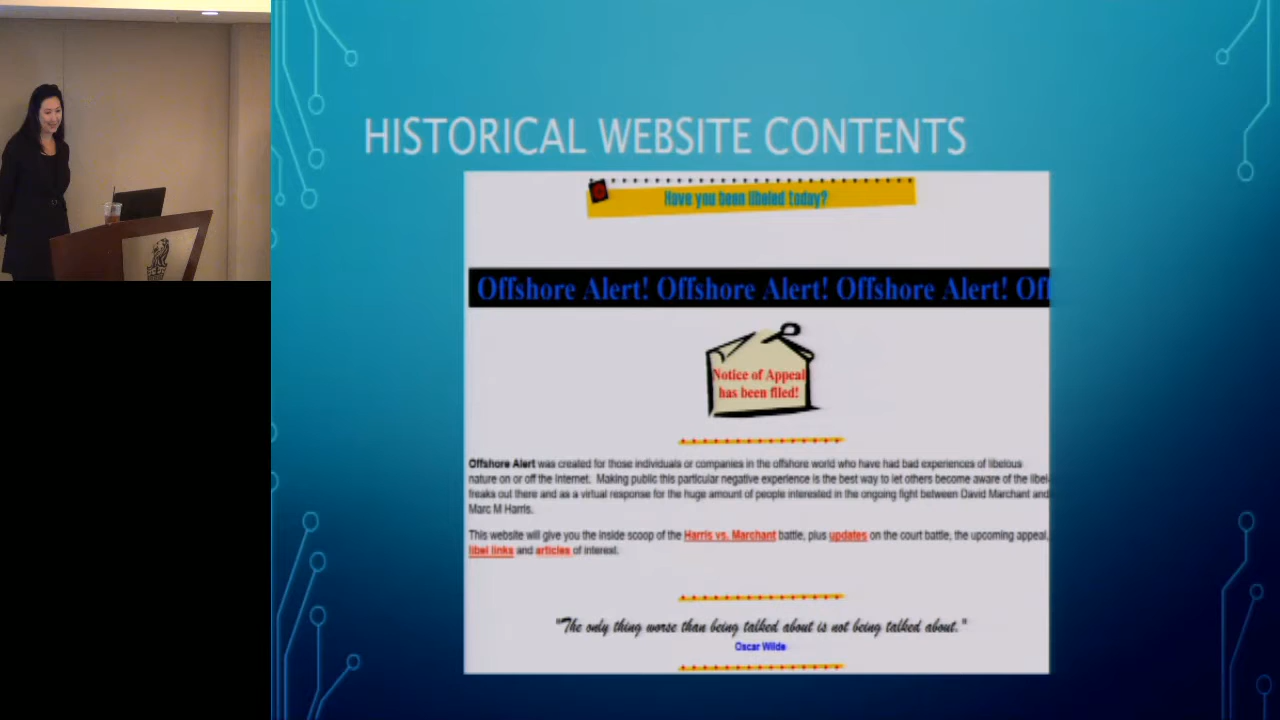 HISTORICAL WEBSITE CONTENTS
Have you been libeled today?
Offshore Alert! Offshore Alert! Offshore Alert! Off
Notice of Appeal
has been filed!
Offshore Alert was created for those individuals or companies in the offshore world who have had bad experiences of libelous
nature on or off the Internet. Making public this particular negative experience is the best way to let others become aware of the libel-
freaks out there and as a virtual response for the huge amount of people interested in the ongoing fight between David Marchant and
Marc M Harris.
This website will give you the inside scoop of the Harris vs. Marchant battle, plus updates on the court battle, the upcoming appeal,
libel links and articles of interest.
"The only thing worse than being talked about is not being talked about."
Oscar Wilde